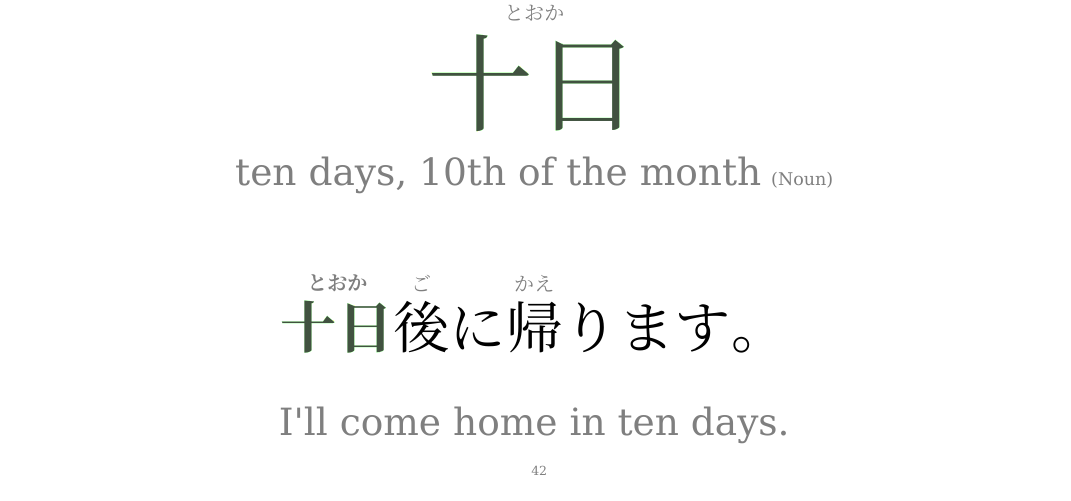 とおか
十日
ten days, 10th of the month (Noun)
とおか ご かえ
十日後に帰ります。
I'll come home in ten days.
42